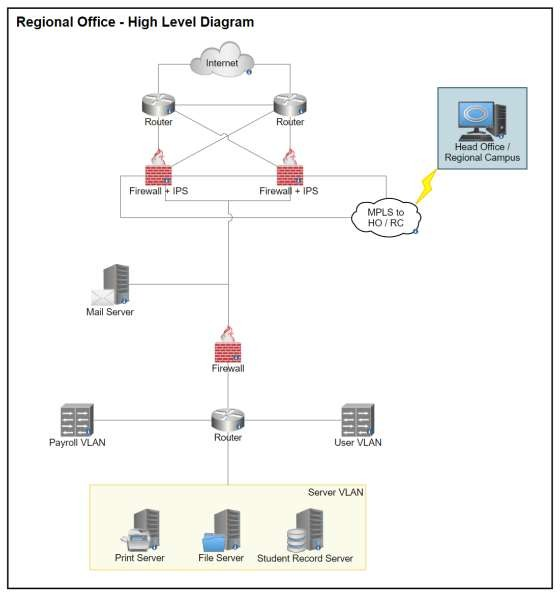 Regional Office - High Level Diagram
Internet
Router
Router
Head Office /
Regional Campus
Firewall + IPS
Firewall + IPS
MPLS to
HO / RC
Mail Server
Firewall
Payroll VLAN
Router
User VLAN
Server VLAN
Print Server
File Server
Student Record Server